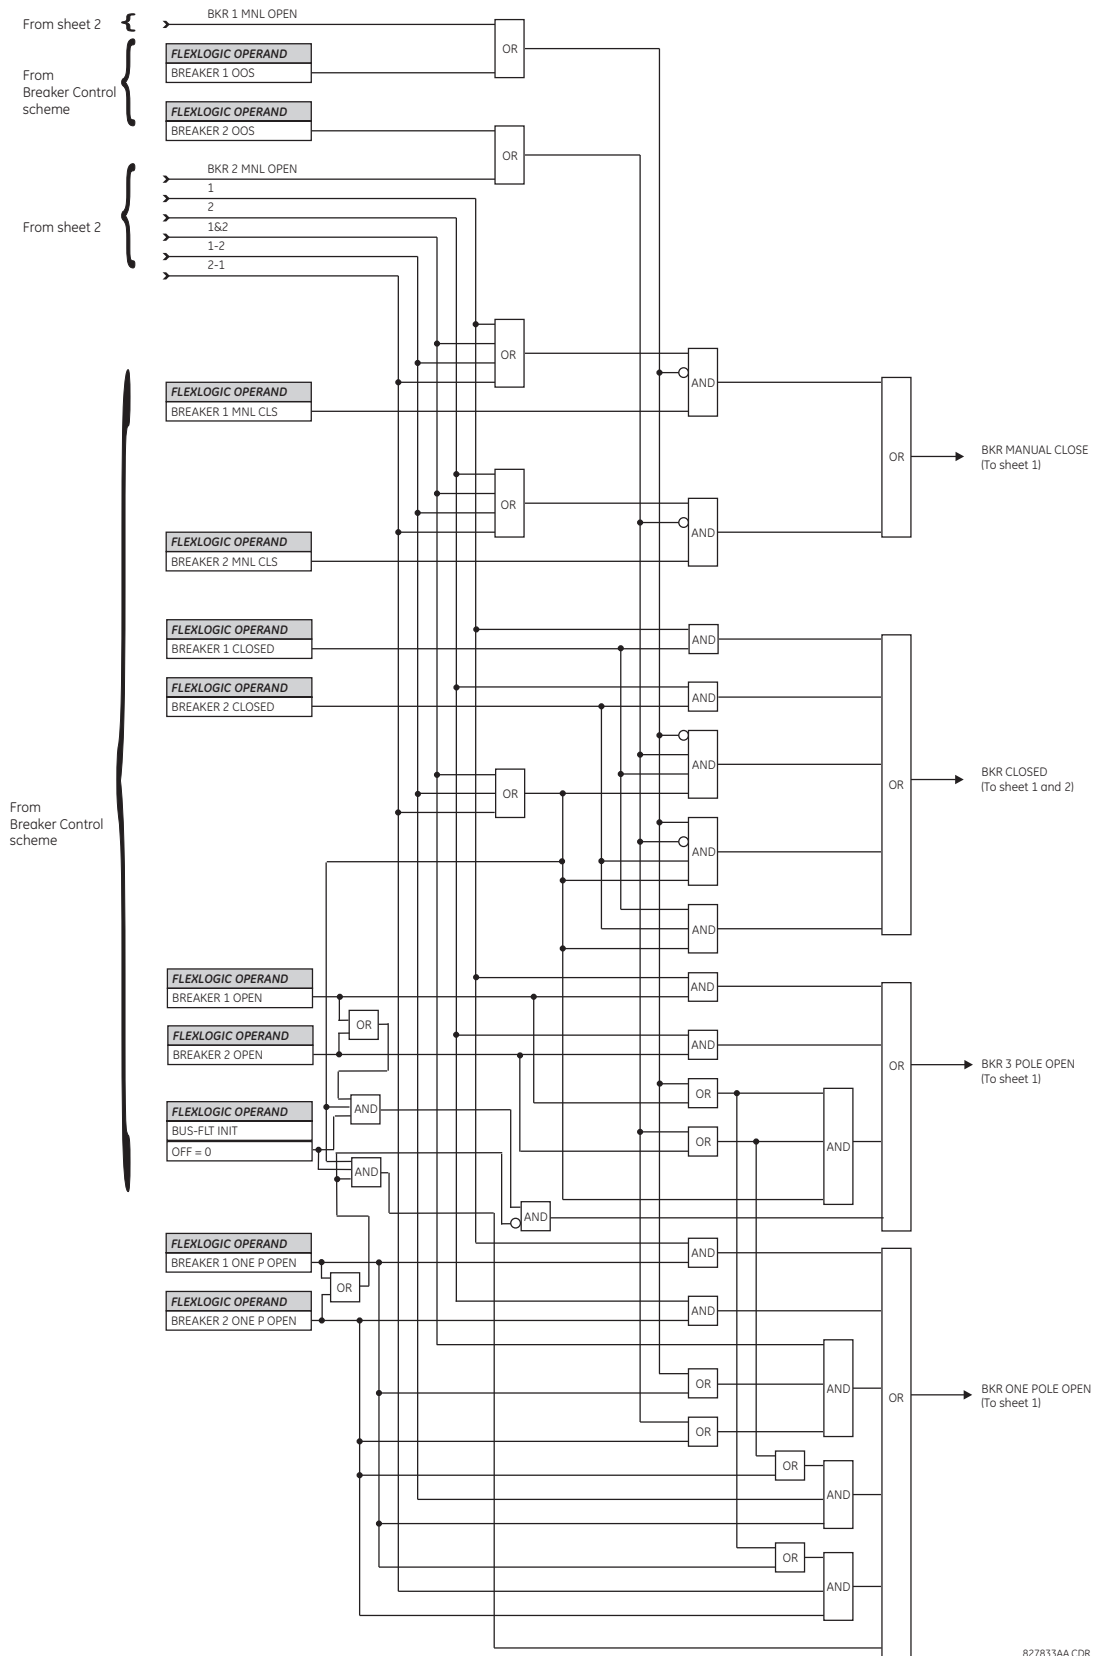 From sheet 2
BKR 1 MNL OPEN
FLEXLOGIC OPERAND
BREAKER 1 OOS
OR
From
Breaker Control
scheme
FLEXLOGIC OPERAND
BREAKER 2 OOS
OR
From sheet 2
BKR 2 MNL OPEN
1
2
1&2
1-2
2-1
OR
AND
FLEXLOGIC OPERAND
BREAKER 1 MNL CLS
OR
BKR MANUAL CLOSE
(To sheet 1)
OR
AND
FLEXLOGIC OPERAND
BREAKER 2 MNL CLS
FLEXLOGIC OPERAND
BREAKER 1 CLOSED
AND
FLEXLOGIC OPERAND
BREAKER 2 CLOSED
AND
AND
OR
OR
BKR CLOSED
(To sheet 1 and 2)
From
Breaker Control
scheme
AND
AND
FLEXLOGIC OPERAND
BREAKER 1 OPEN
AND
OR
FLEXLOGIC OPERAND
BREAKER 2 OPEN
AND
OR
BKR 3 POLE OPEN
(To sheet 1)
OR
AND
FLEXLOGIC OPERAND
BUS-FLT INIT
OFF = 0
OR
AND
AND
AND
FLEXLOGIC OPERAND
BREAKER 1 ONE P OPEN
AND
OR
FLEXLOGIC OPERAND
BREAKER 2 ONE P OPEN
AND
OR
AND
OR
BKR ONE POLE OPEN
(To sheet 1)
OR
OR
AND
OR
AND
827833AA.CDR